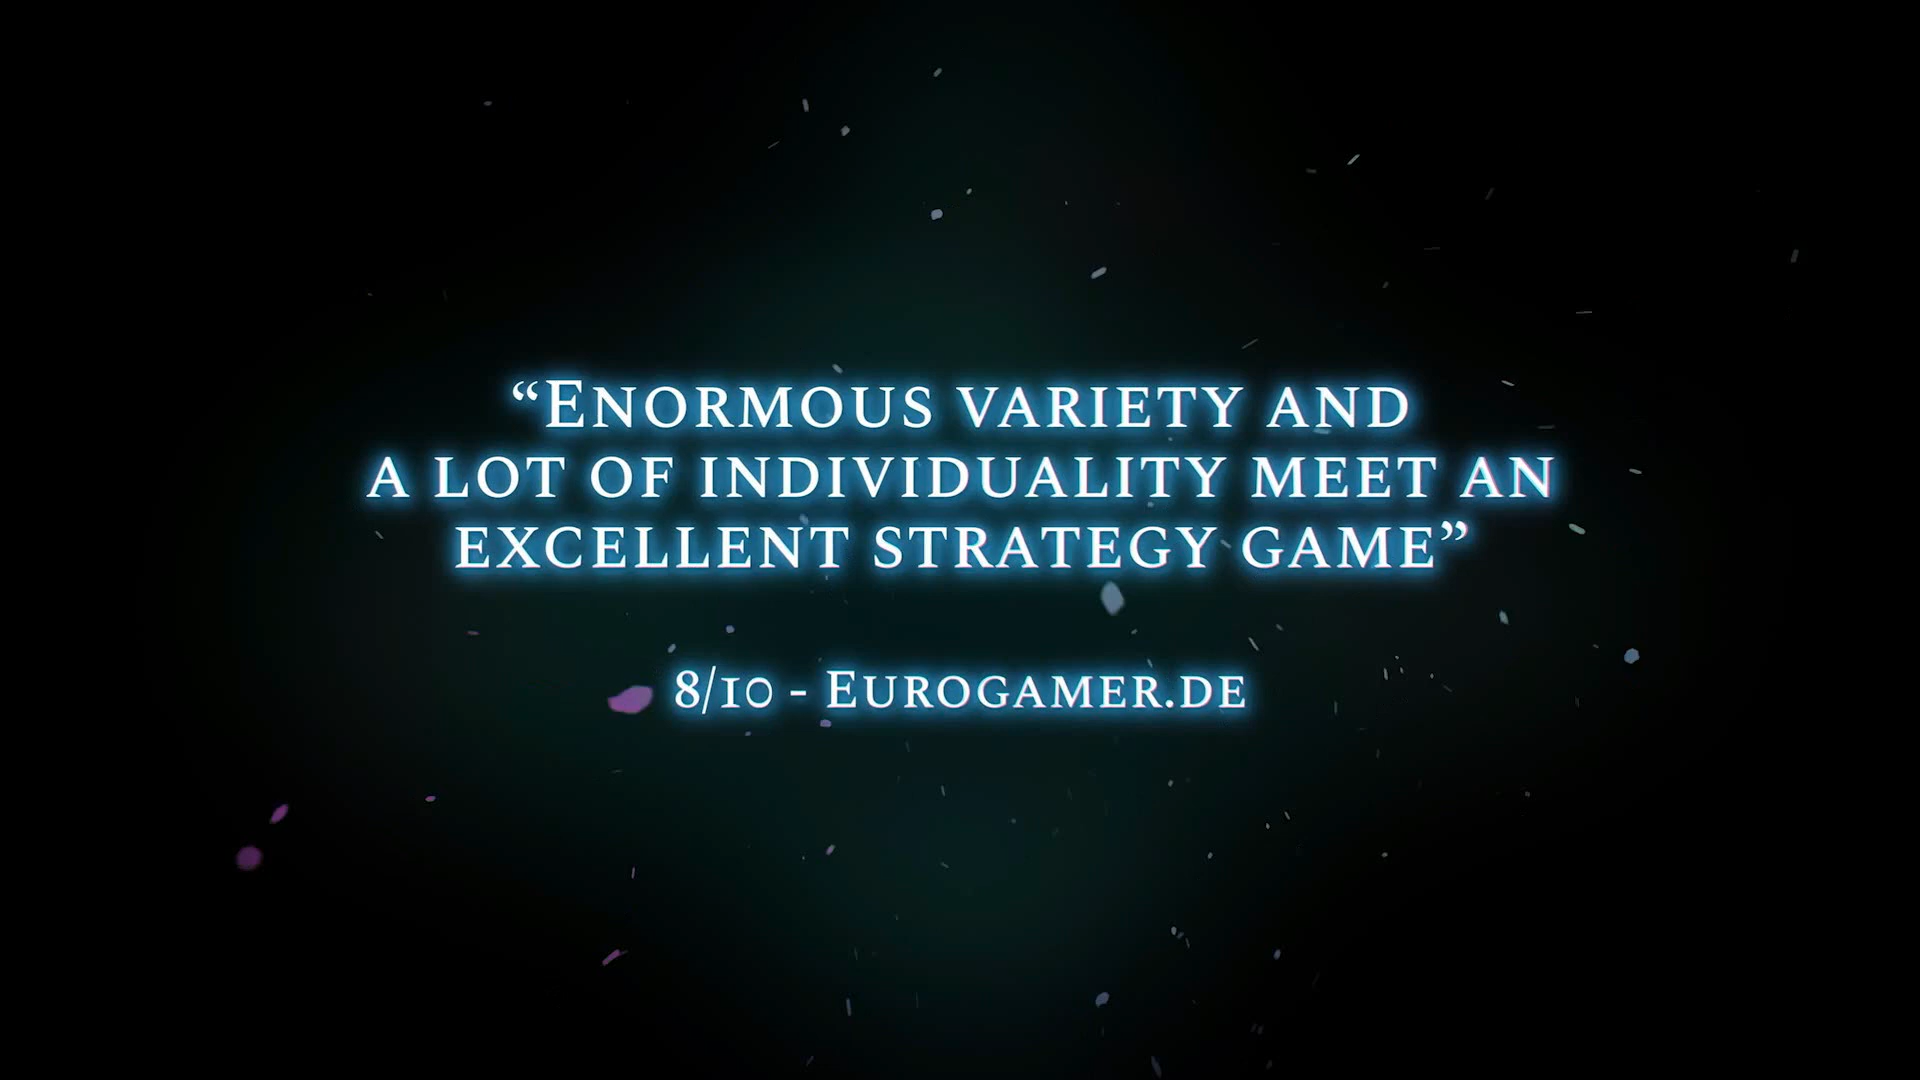 “Enormous variety and
a lot of individuality meet an
excellent strategy game”
8/10 - Eurogamer.de